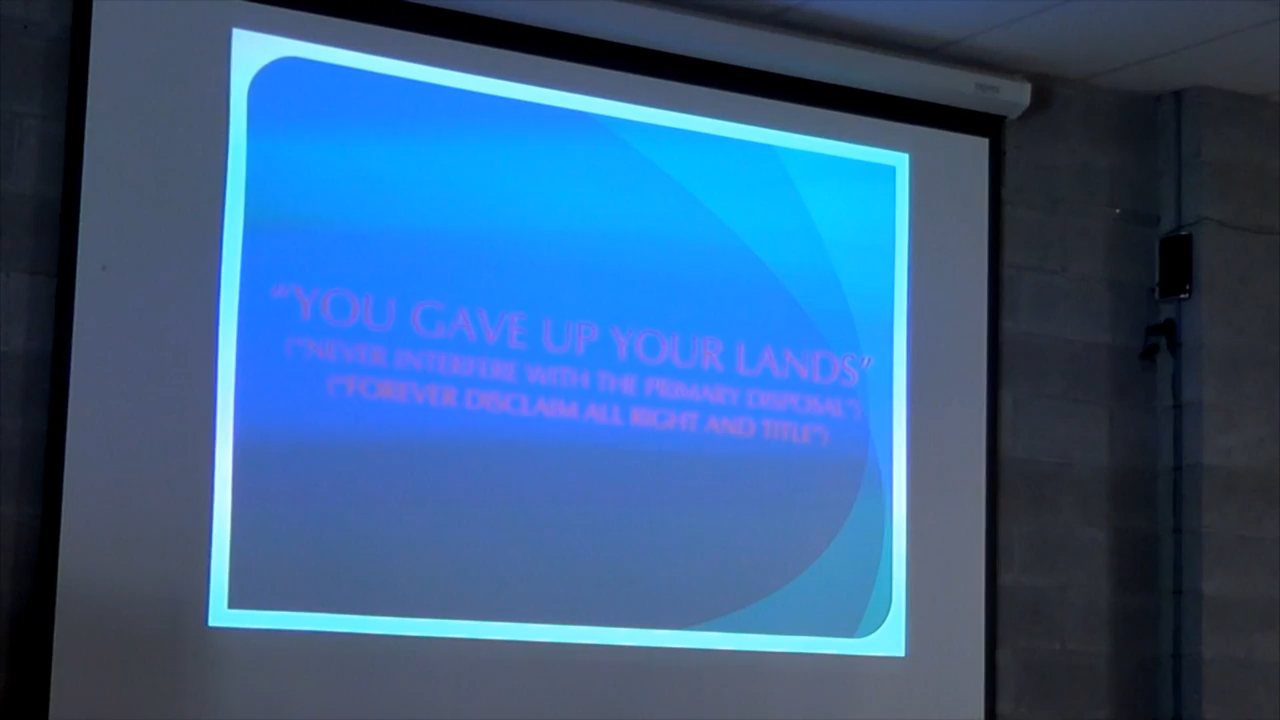 “YOU GAVE UP YOUR LANDS”
(“NEVER INTERFERE WITH THE PRIMARY DISPOSAL”)
(“FOREVER DISCLAIM ALL RIGHT AND TITLE”)